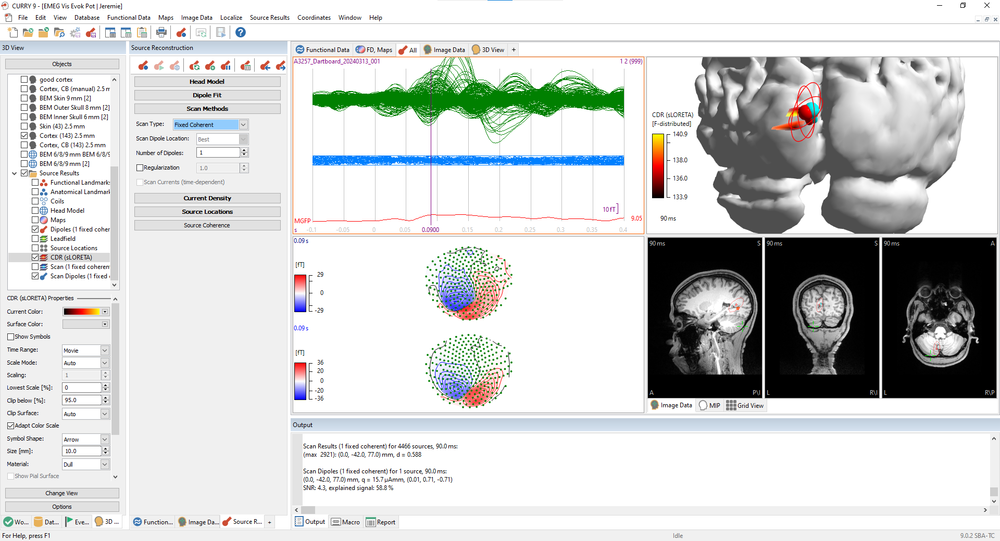 CURRY 9 - [EMEG Vis Evok Pot | Jeremie]
File Edit View Database Functional Data Maps Image Data Localize Source Results Coordinates Window Help
3D View
Objects
good cortex
Cortex, CB (manual) 2.5 m
BEM Skin 9 mm [2]
BEM Outer Skull 8 mm [2]
BEM Inner Skull 6 mm [2]
Skin (43) 2.5 mm
Cortex (143) 2.5 mm
Cortex, CB (143) 2.5 mm
BEM 6/8/9 mm BEM 6/8/9
BEM 6/8/9 mm [2]
Source Results
Functional Landmarks
Anatomical Landmark
Coils
Head Model
Maps
Dipoles (1 fixed coher
Leadfield
Source Locations
CDR (sLORETA)
Scan (1 fixed coheren
Scan Dipoles (1 fixed
CDR (sLORETA) Properties
Current Color:
Surface Color:
Show Symbols
Time Range: Movie
Scale Mode: Auto
Scaling: 1
Lowest Scale [%]: 0
Clip below [%]: 95.0
Clip Surface: Auto
Adapt Color Scale
Symbol Shape: Arrow
Size [mm]: 10.0
Material: Dull
Show Pial Surface
Change View
Options
Wo... Dat... Eve... 3D ...
Source Reconstruction
Head Model
Dipole Fit
Scan Methods
Scan Type: Fixed Coherent
Scan Dipole Location: Best
Number of Dipoles: 1
Regularization 1.0
Scan Currents (time-dependent)
Current Density
Source Locations
Source Coherence
Function... Image Da... Source R... +
Functional Data FD, Maps All Image Data 3D View +
A3257_Dartboard_20240313_001 1 2 (999)
10 fT
MGFP 9.05
s -0.1 -0.05 0 0.05 0.0900 0.15 0.2 0.25 0.3 0.35 0.4
0.09 s
[fT]
29
0
-29
0.09 s
[fT]
36
20
0
-20
-36
CDR (sLORETA)
[F-distributed]
140.9
138.0
136.0
133.9
90 ms
90 ms S
A P\I
90 ms S
L R\I
90 ms A
L R\P
Image Data MIP Grid View
Output
Scan Results (1 fixed coherent) for 4466 sources, 90.0 ms:
(max 2921): (0.0, -42.0, 77.0) mm, d = 0.588
Scan Dipoles (1 fixed coherent) for 1 source, 90.0 ms:
(0.0, -42.0, 77.0) mm, q = 15.7 µAmm, (0.01, 0.71, -0.71)
SNR: 4.3, explained signal: 58.8 %
Output Macro Report
For Help, press F1 Idle 9.0.2 SBA-TC